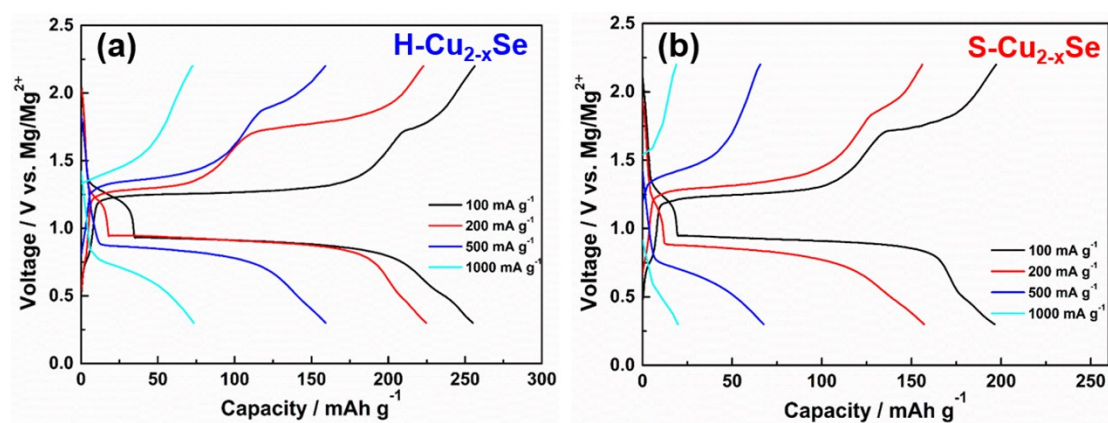 (a)
H-Cu2-xSe
2.5
2.0
1.5
1.0
0.5
0.0
Voltage / V vs. Mg/Mg2+
100 mA g-1
200 mA g-1
500 mA g-1
1000 mA g-1
0 50 100 150 200 250 300
Capacity / mAh g-1
(b)
S-Cu2-xSe
2.5
2.0
1.5
1.0
0.5
0.0
Voltage / V vs. Mg/Mg2+
100 mA g-1
200 mA g-1
500 mA g-1
1000 mA g-1
0 50 100 150 200 250
Capacity / mAh g-1